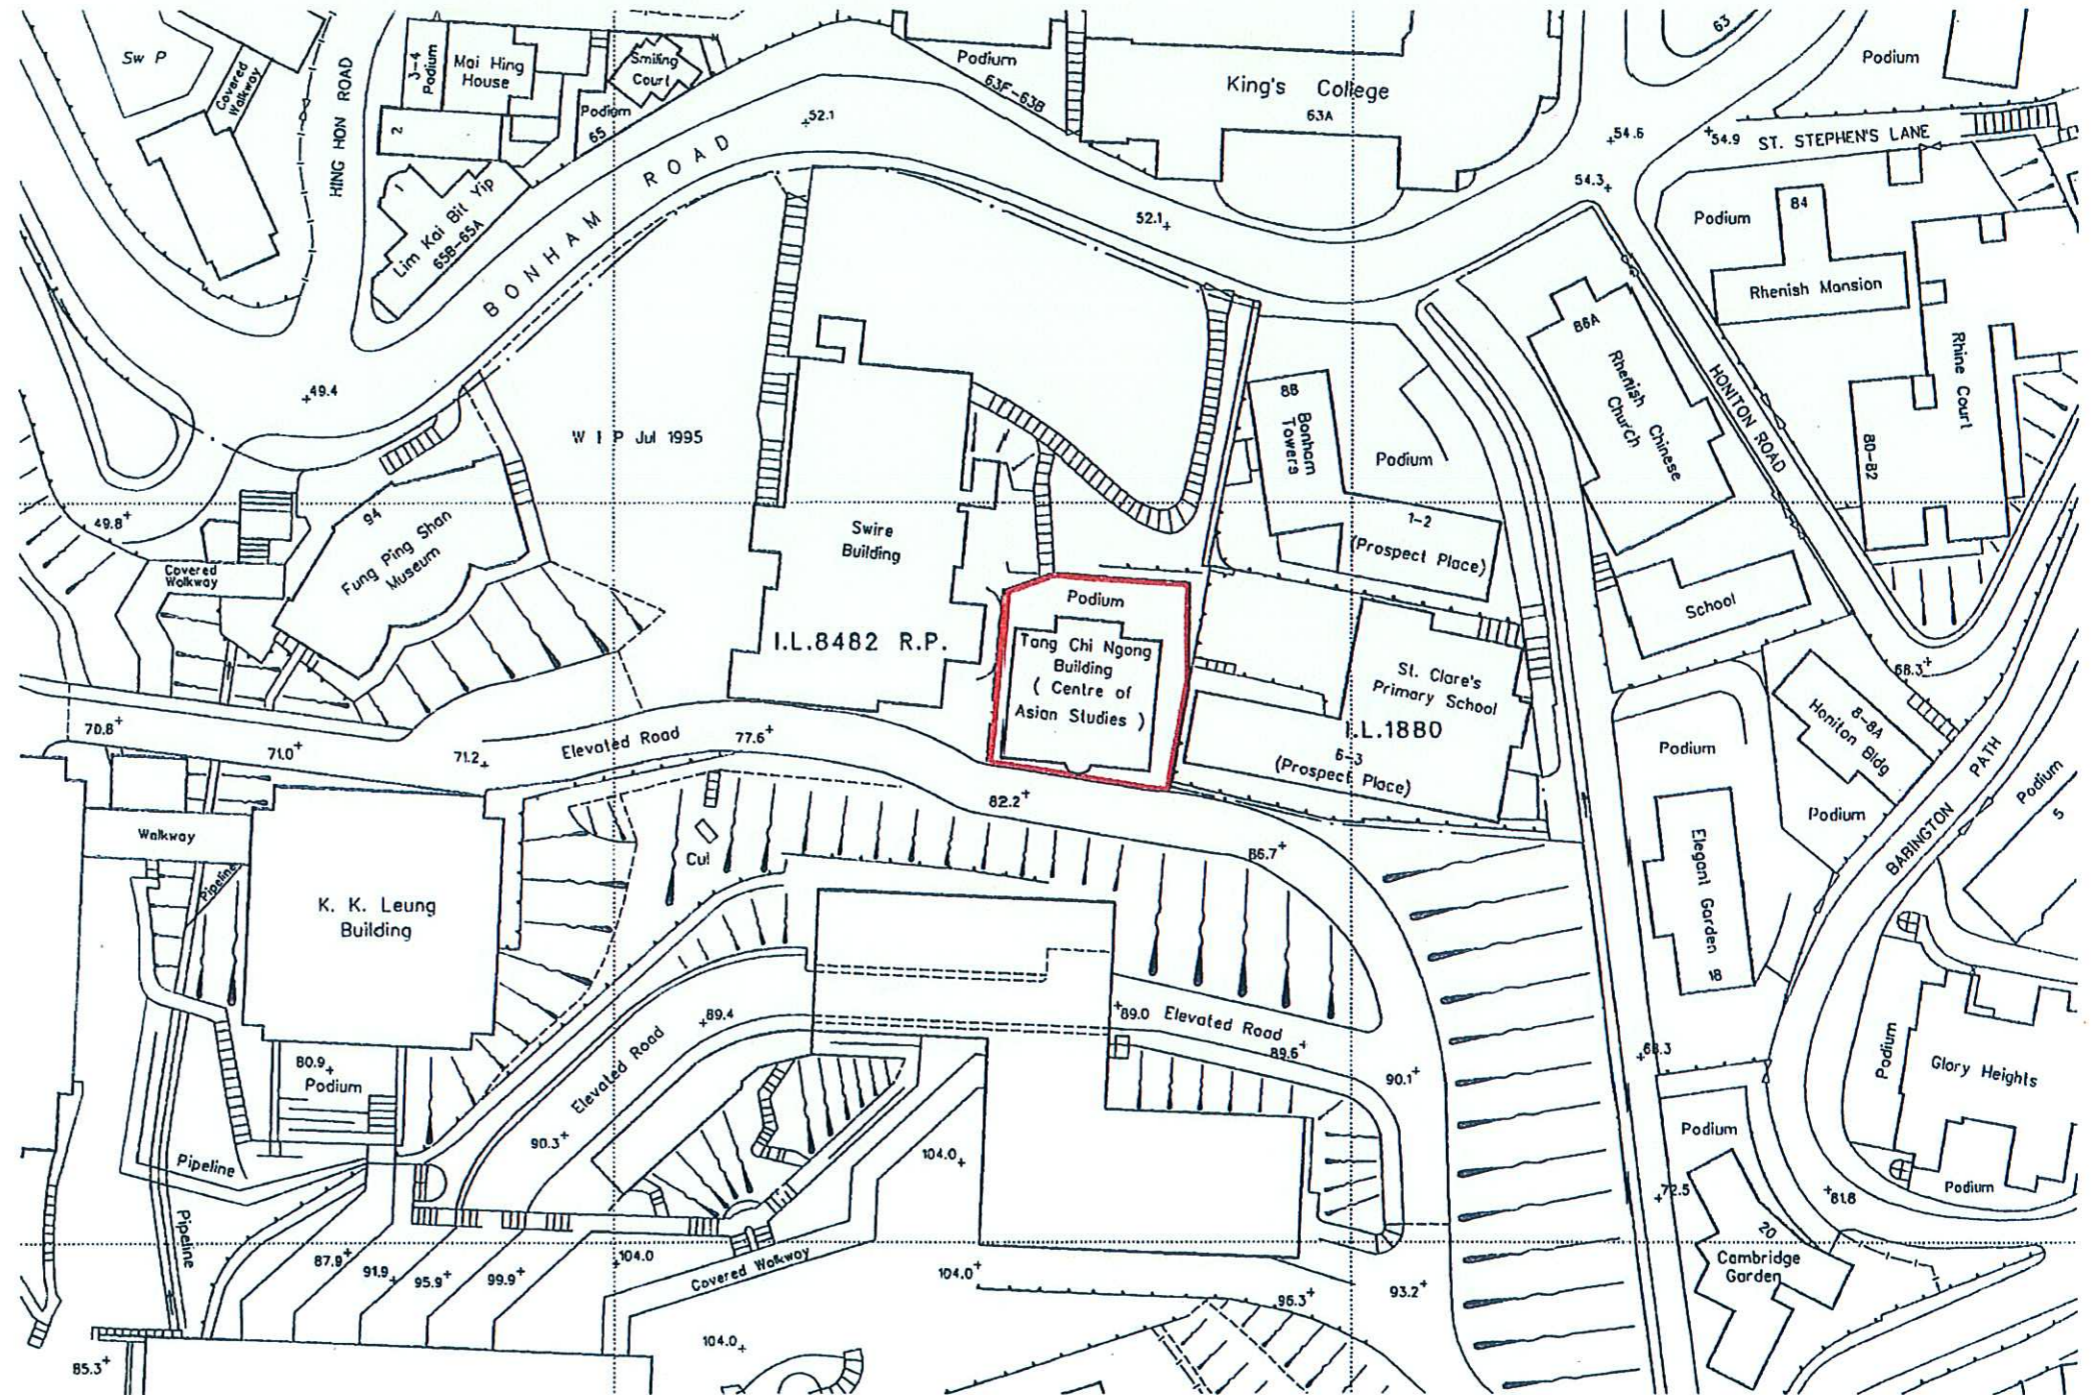 Sw P
Covered
Walkway
HING HON ROAD
3-4
Podium
Mai Hing
House
Smiling
Court
Podium
65
2
1
Lim Kai Bit Yip
65B-65A
BONHAM ROAD
52.1
Podium
63F-63B
King's College
63A
63
Podium
54.6
54.9
ST. STEPHEN'S LANE
54.3
52.1
Podium
84
Rhenish Mansion
86A
Rhenish Chinese
Church
HONITON ROAD
Rhine Court
80-82
49.4
W I P Jul 1995
88
Bonham
Towers
Podium
49.8
94
Fung Ping Shan
Museum
Covered
Walkway
Swire
Building
1-2
(Prospect Place)
School
Podium
I.L.8482 R.P.
Tang Chi Ngong
Building
( Centre of
Asian Studies )
St. Clare's
Primary School
I.L.1880
6-3
(Prospect Place)
68.3
8-8A
Honiton Bldg
70.8
71.0
71.2
Elevated Road
77.6
82.2
86.7
Podium
Podium
BABINGTON PATH
Podium
5
Walkway
Pipeline
Cul
K. K. Leung
Building
Elegant Garden
18
89.4
Elevated Road
89.0
Elevated Road
89.6
90.1
68.3
Podium
Glory Heights
80.9
Podium
90.3
104.0
Podium
Pipeline
Pipeline
72.5
81.8
Podium
20
Cambridge
Garden
87.9
91.9
95.9
99.9
104.0
Covered Walkway
104.0
96.3
93.2
104.0
85.3